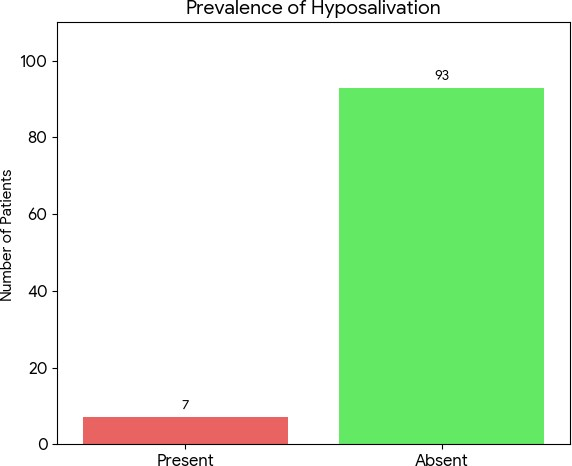 Prevalence of Hyposalivation
Number of Patients
100
80
60
40
20
0
93
7
Present
Absent